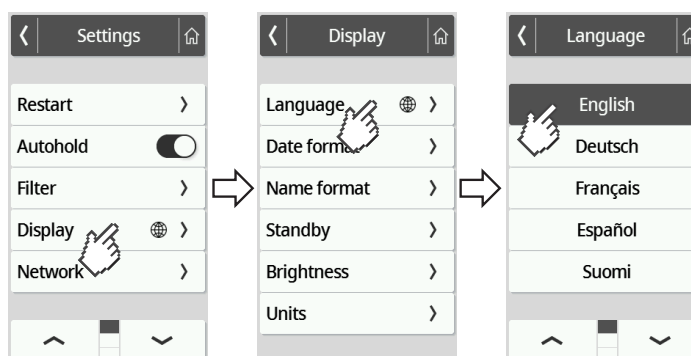 Settings
Restart
Autohold
Filter
Display
Network
Display
Language
Date format
Name format
Standby
Brightness
Units
Language
English
Deutsch
Français
Español
Suomi